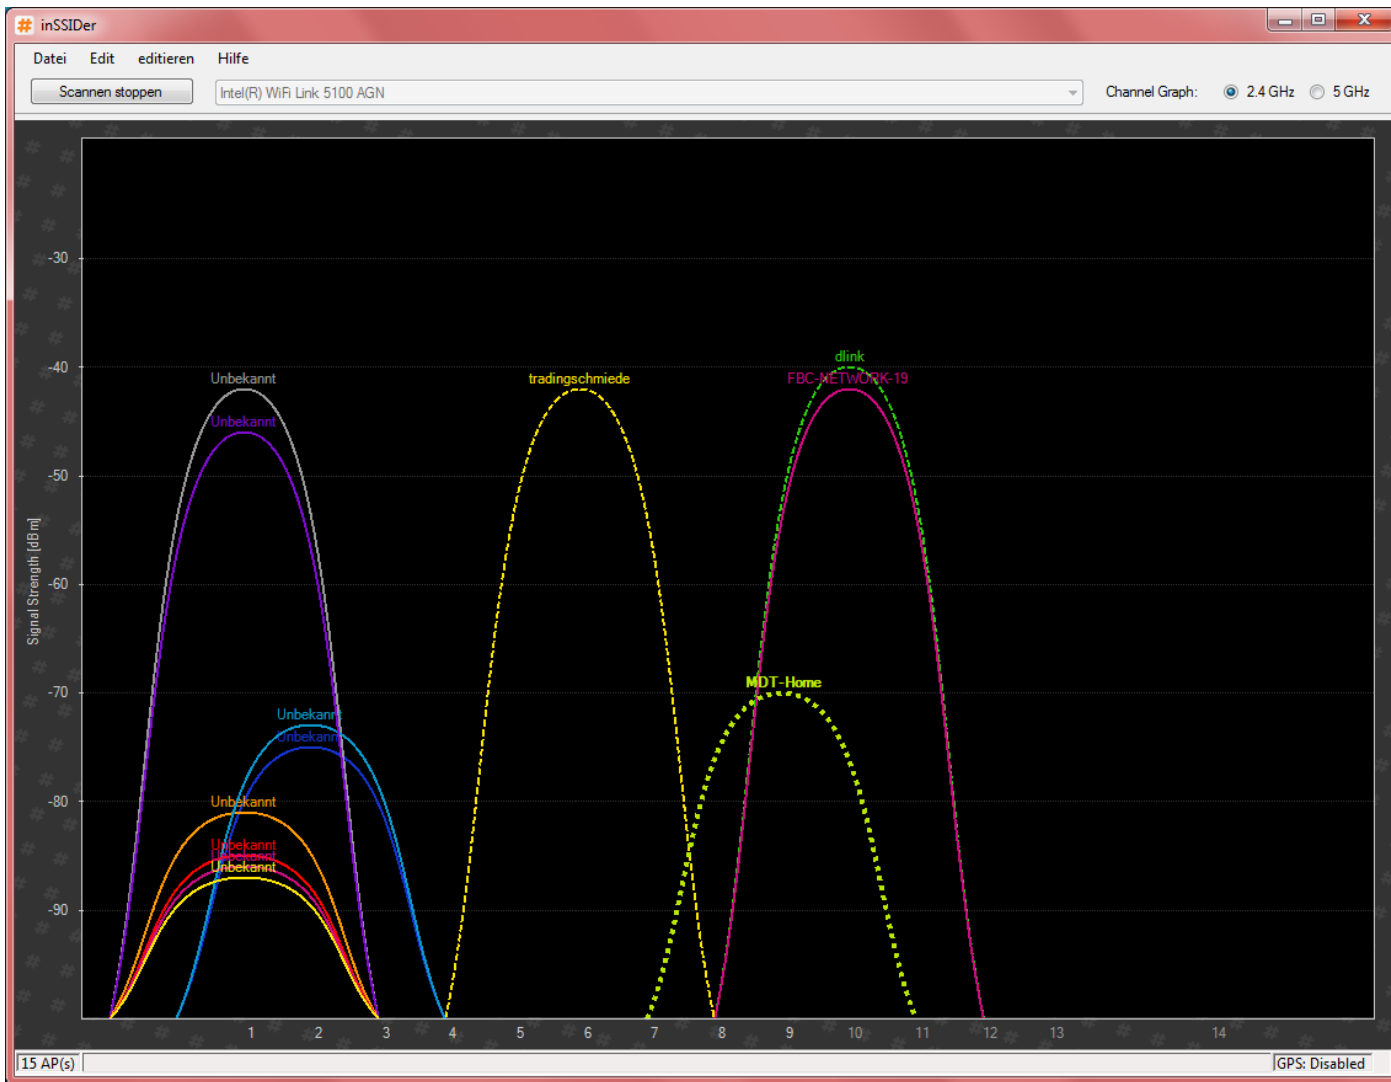 inSSIDer
Datei Edit editieren Hilfe
Scannen stoppen Intel(R) WiFi Link 5100 AGN Channel Graph: 2.4 GHz 5 GHz
-30
-40
-50
-60
-70
-80
-90
Signal Strength [dBm]
dlink
Unbekannt tradingschmiede FBC-NETWORK-19
Unbekannt
MDT-Home
Unbekannt
Unbekannt
Unbekannt
Unbekannt
Unbekannt
1 2 3 4 5 6 7 8 9 10 11 12 13 14
15 AP(s) GPS: Disabled